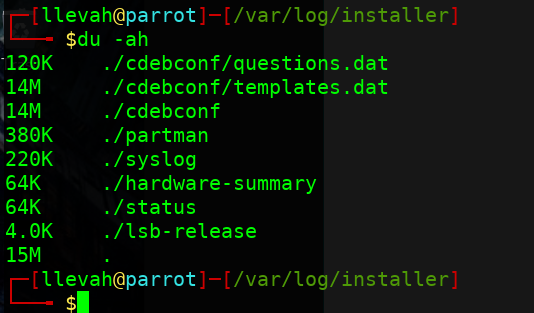 ┌─[llevah@parrot]─[/var/log/installer]
└──╼ $du -ah
120K	./cdebconf/questions.dat
14M	./cdebconf/templates.dat
14M	./cdebconf
380K	./partman
220K	./syslog
64K	./hardware-summary
64K	./status
4.0K	./lsb-release
15M	.
┌─[llevah@parrot]─[/var/log/installer]
└──╼ $